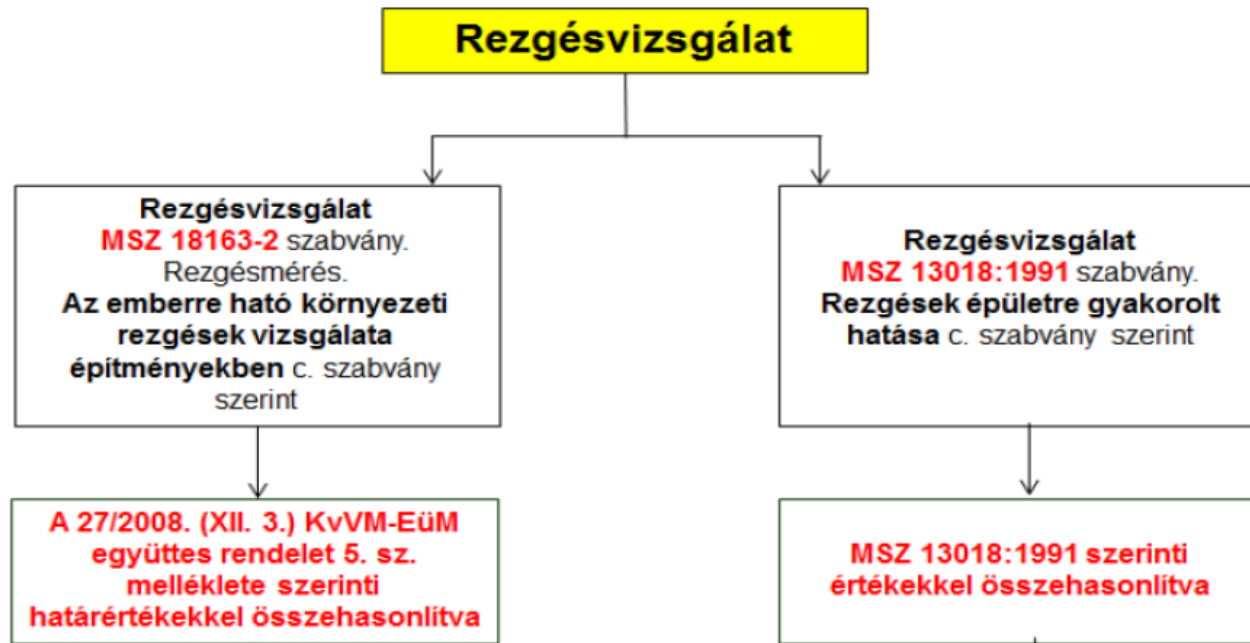 Rezgésvizsgálat
Rezgésvizsgálat
MSZ 18163-2 szabvány.
Rezgésmérés.
Az emberre ható környezeti
rezgések vizsgálata
építményekben c. szabvány
szerint
Rezgésvizsgálat
MSZ 13018:1991 szabvány.
Rezgések épületre gyakorolt
hatása c. szabvány szerint
A 27/2008. (XII. 3.) KvVM-EüM
együttes rendelet 5. sz.
melléklete szerinti
határértékekkel összehasonlítva
MSZ 13018:1991 szerinti
értékekkel összehasonlítva